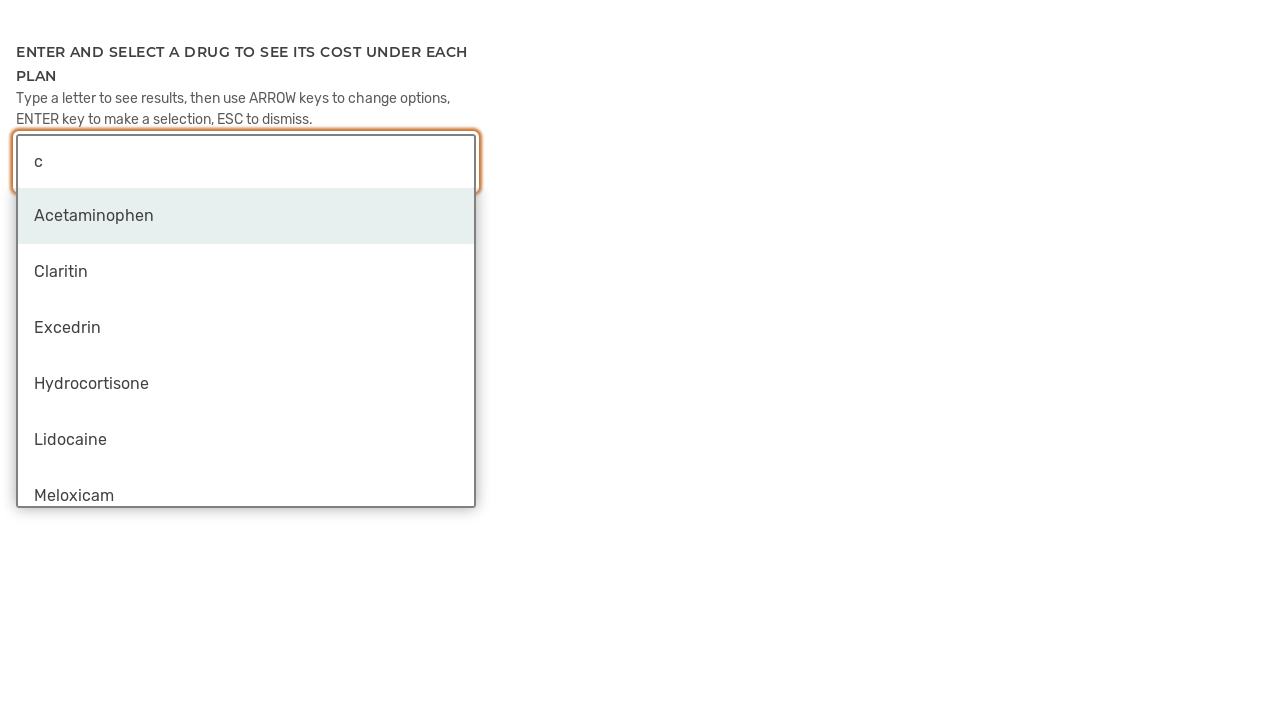 ENTER AND SELECT A DRUG TO SEE ITS COST UNDER EACH
PLAN
Type a letter to see results, then use ARROW keys to change options,
ENTER key to make a selection, ESC to dismiss.
c
Acetaminophen
Claritin
Excedrin
Hydrocortisone
Lidocaine
Meloxicam